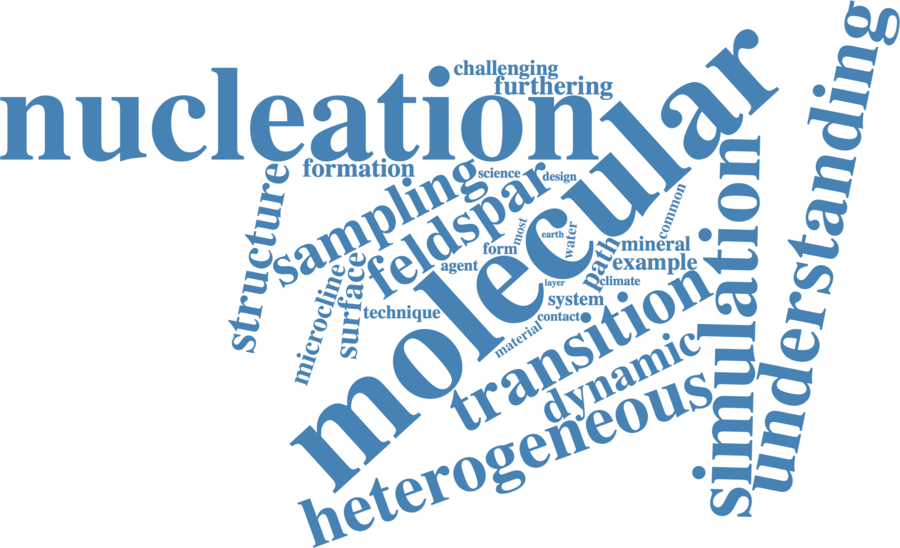 challenging
furthering
nucleation
molecular
understanding
formation
science
design
structure
sampling
feldspar
simulation
common
most
earth
water
form
agent
path
mineral
example
climate
layer
system
contact
microcline
surface
technique
material
transition
dynamic
heterogeneous